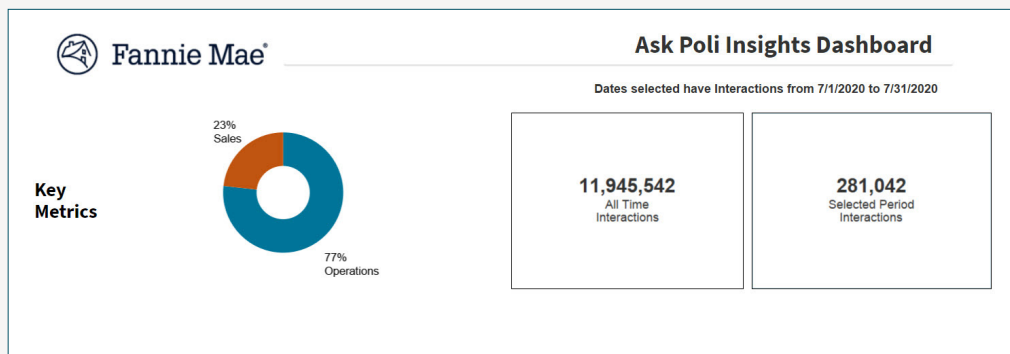 Fannie Mae®
Ask Poli Insights Dashboard
Dates selected have Interactions from 7/1/2020 to 7/31/2020
Key
Metrics
23%
Sales
77%
Operations
11,945,542
All Time
Interactions
281,042
Selected Period
Interactions